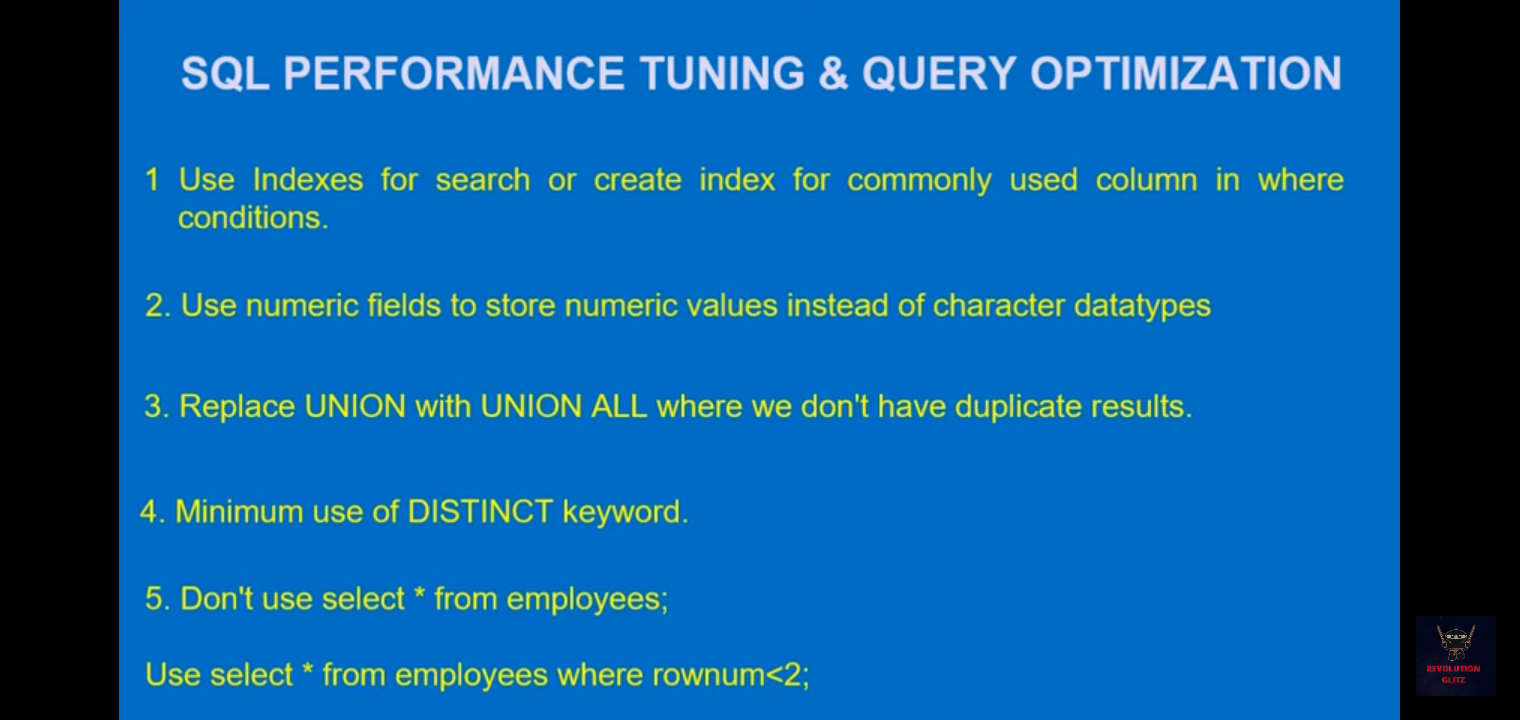 SQL PERFORMANCE TUNING & QUERY OPTIMIZATION
1 Use Indexes for search or create index for commonly used column in where
conditions.
2. Use numeric fields to store numeric values instead of character datatypes
3. Replace UNION with UNION ALL where we don't have duplicate results.
4. Minimum use of DISTINCT keyword.
5. Don't use select * from employees;
Use select * from employees where rownum<2;
REVOLUTION
GLITZ